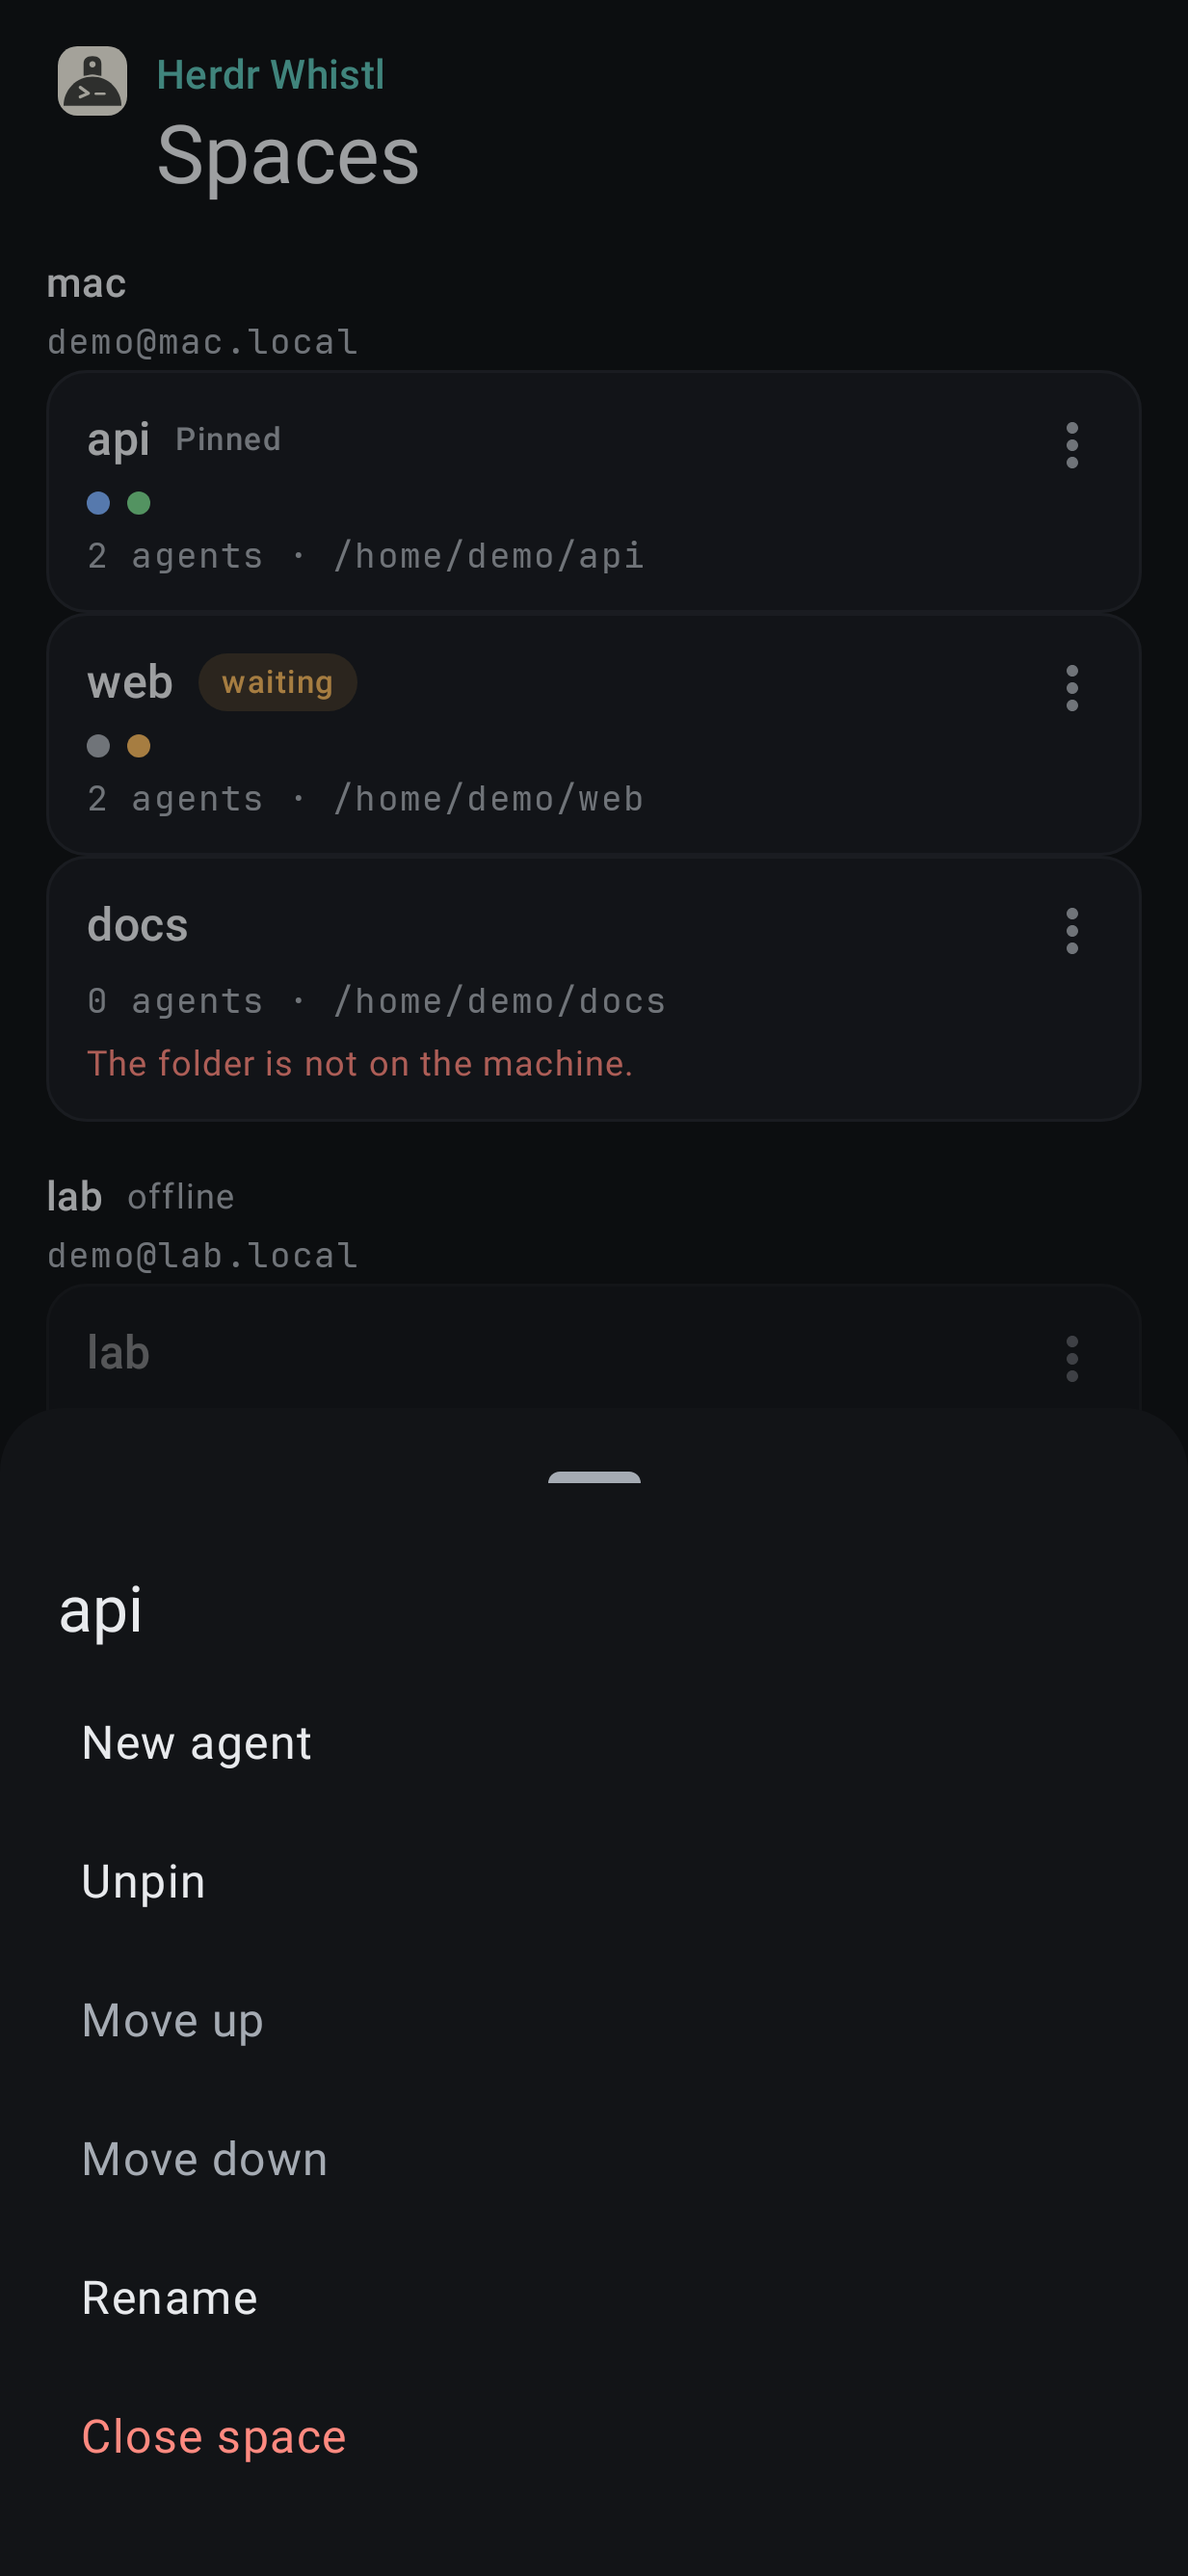 Herdr Whistl
Spaces
mac
demo@mac.local
api Pinned
2 agents · /home/demo/api
web waiting
2 agents · /home/demo/web
docs
0 agents · /home/demo/docs
The folder is not on the machine.
lab offline
demo@lab.local
lab
api
New agent
Unpin
Move up
Move down
Rename
Close space